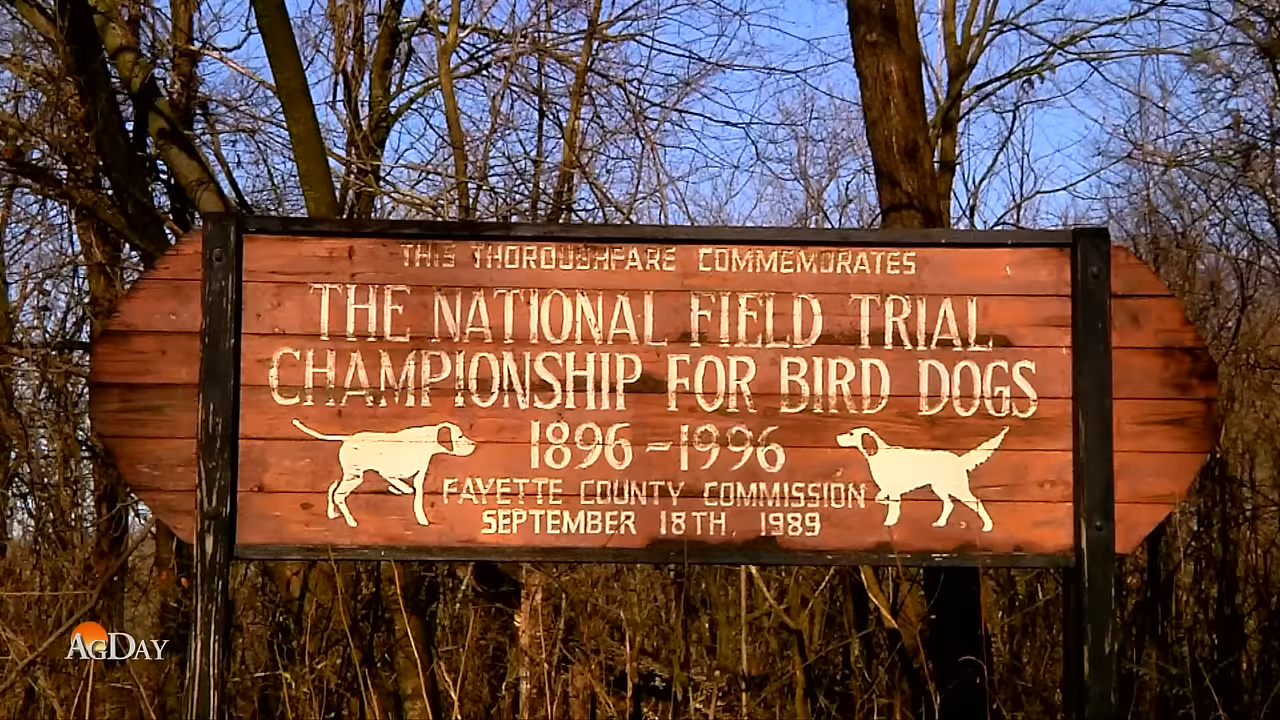 THIS THOROUGHFARE COMMEMORATES
THE NATIONAL FIELD TRIAL
CHAMPIONSHIP FOR BIRD DOGS
1896-1996
FAYETTE COUNTY COMMISSION
SEPTEMBER 18TH, 1989
AGDAY